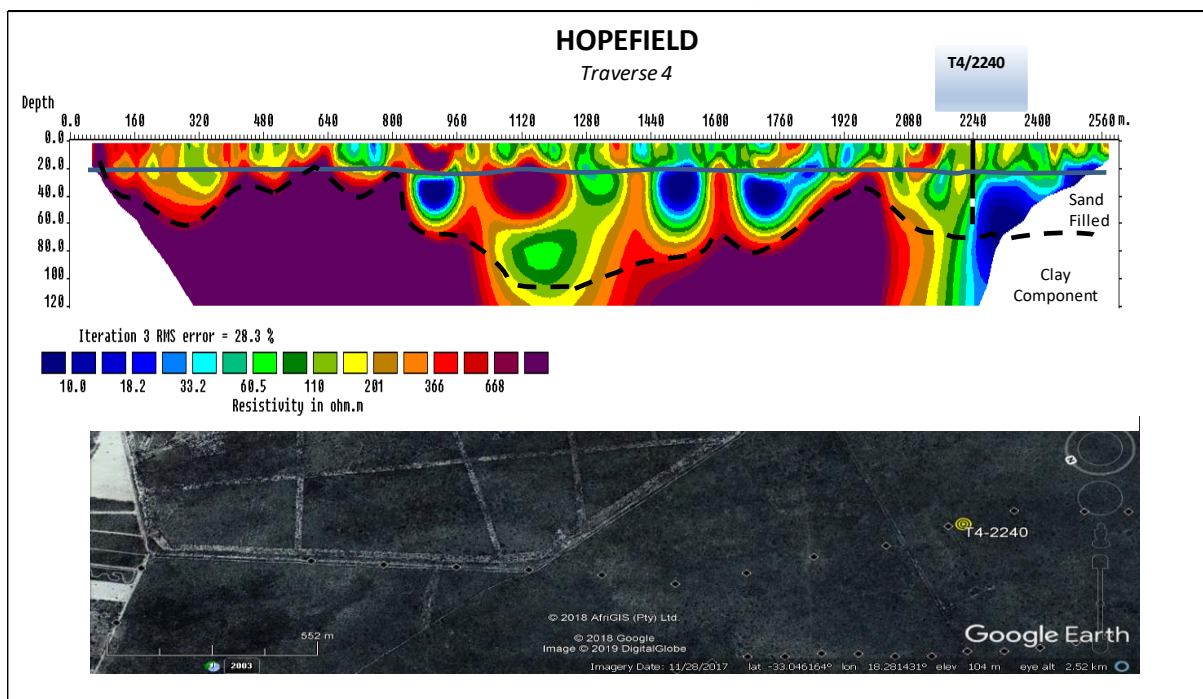 HOPEFIELD
Traverse 4
T4/2240
Depth
0.0 160 320 480 640 800 960 1120 1280 1440 1600 1760 1920 2080 2240 2400 2560 m.
0.0
20.0
40.0
60.0
80.0
100.0
120
Sand
Filled
Clay
Component
Iteration 3 RMS error = 28.3 %
10.0 18.2 33.2 60.5 110 201 366 668
Resistivity in ohm.m
T4-2240
552 m
© 2018 AfriGIS (Pty) Ltd.
© 2018 Google
Image © 2019 DigitalGlobe
Google Earth
2003
Imagery Date: 11/28/2017 lat -33.046164° lon 18.281431° elev 104 m eye alt 2.52 km